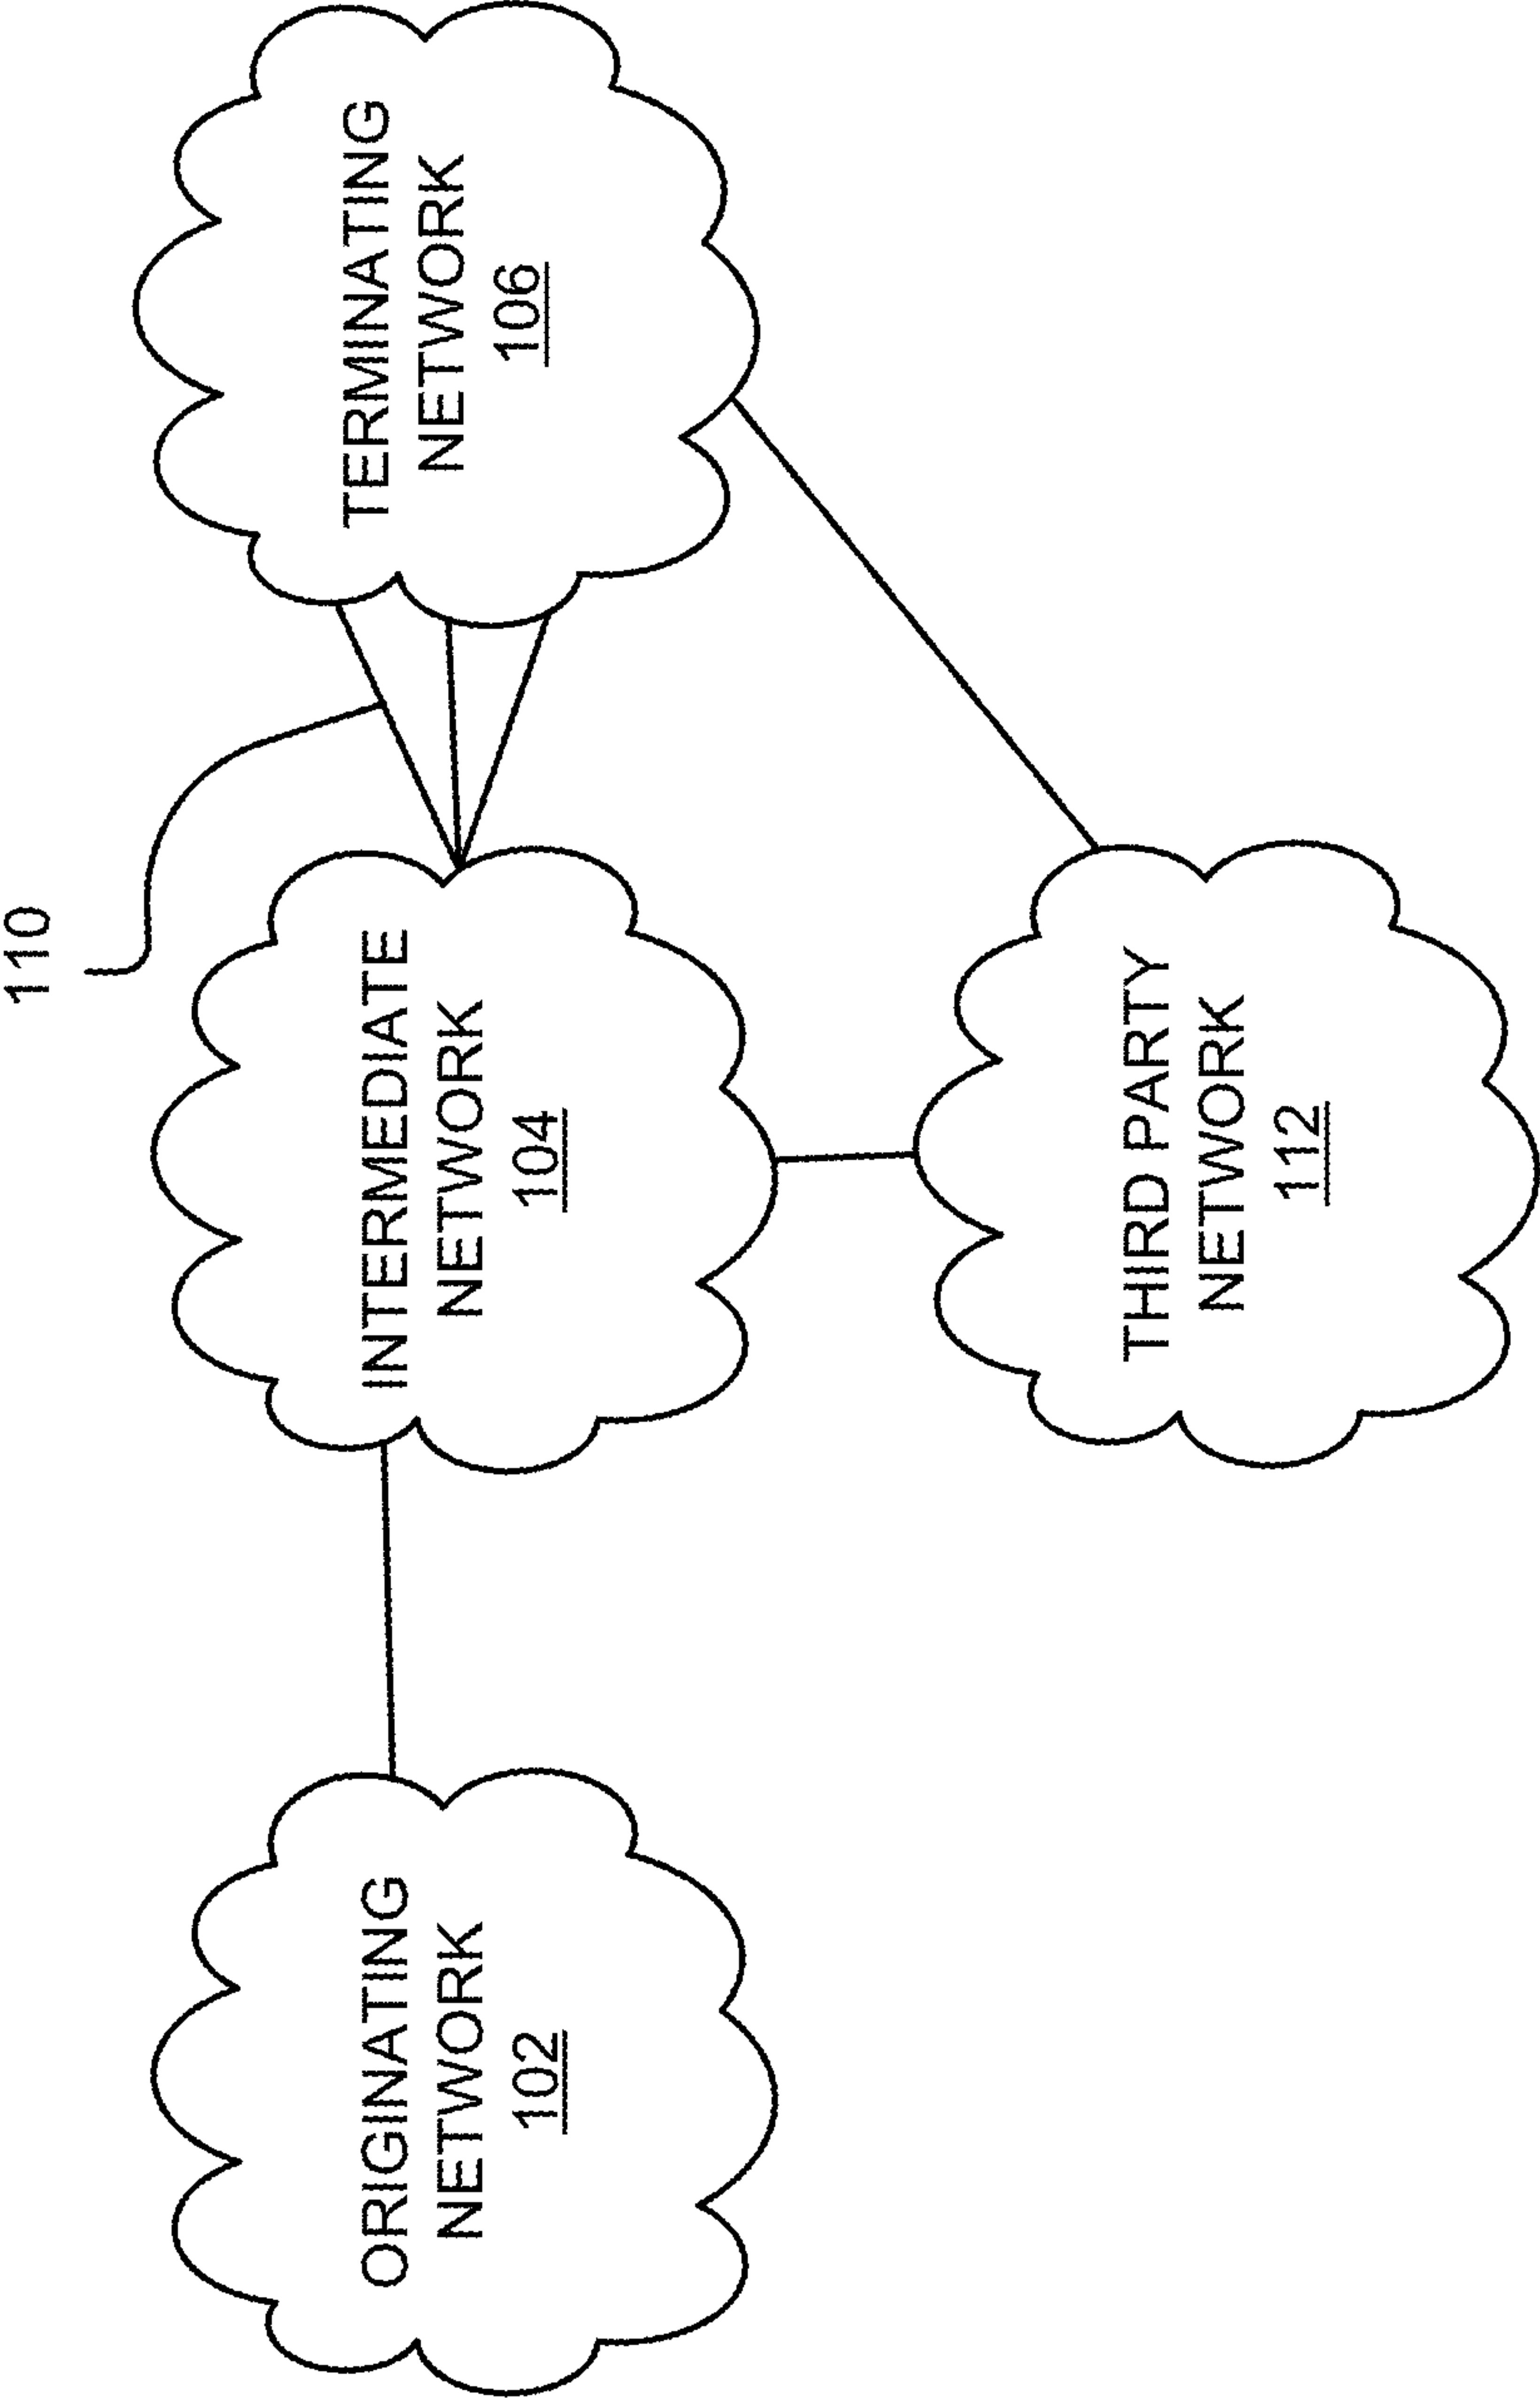 110
ORIGINATING
NETWORK
102
INTERMEDIATE
NETWORK
104
TERMINATING
NETWORK
106
THIRD PARTY
NETWORK
112